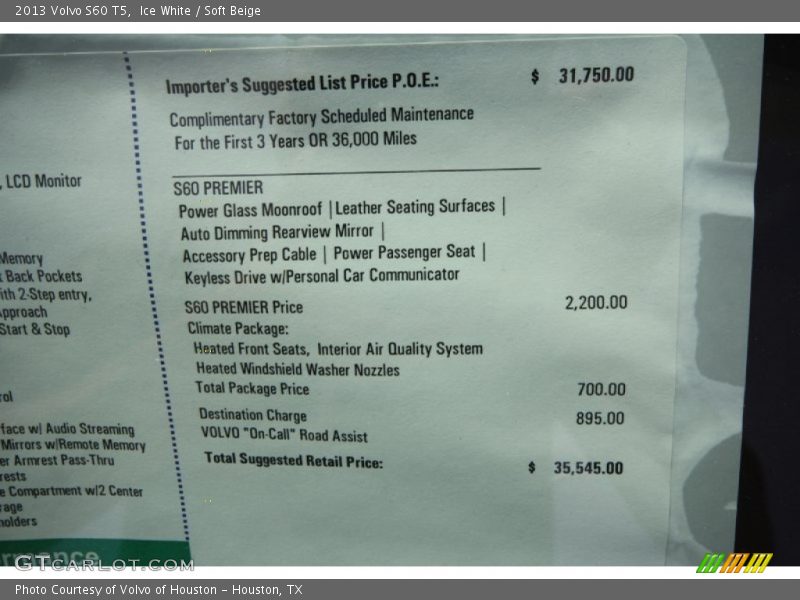 2013 Volvo S60 T5, Ice White / Soft Beige
Importer's Suggested List Price P.O.E.: $ 31,750.00
Complimentary Factory Scheduled Maintenance
For the First 3 Years OR 36,000 Miles
S60 PREMIER
Power Glass Moonroof | Leather Seating Surfaces |
Auto Dimming Rearview Mirror |
Accessory Prep Cable | Power Passenger Seat |
Keyless Drive w/Personal Car Communicator
S60 PREMIER Price 2,200.00
Climate Package:
Heated Front Seats, Interior Air Quality System
Heated Windshield Washer Nozzles
Total Package Price 700.00
Destination Charge 895.00
VOLVO "On-Call" Road Assist
Total Suggested Retail Price: $ 35,545.00
, LCD Monitor
Memory
Back Pockets
ith 2-Step entry,
Approach
Start & Stop
rol
face w/ Audio Streaming
Mirrors w/Remote Memory
er Armrest Pass-Thru
rests
e Compartment w/2 Center
rage
holders
GTCARLOT.COM
Photo Courtesy of Volvo of Houston - Houston, TX